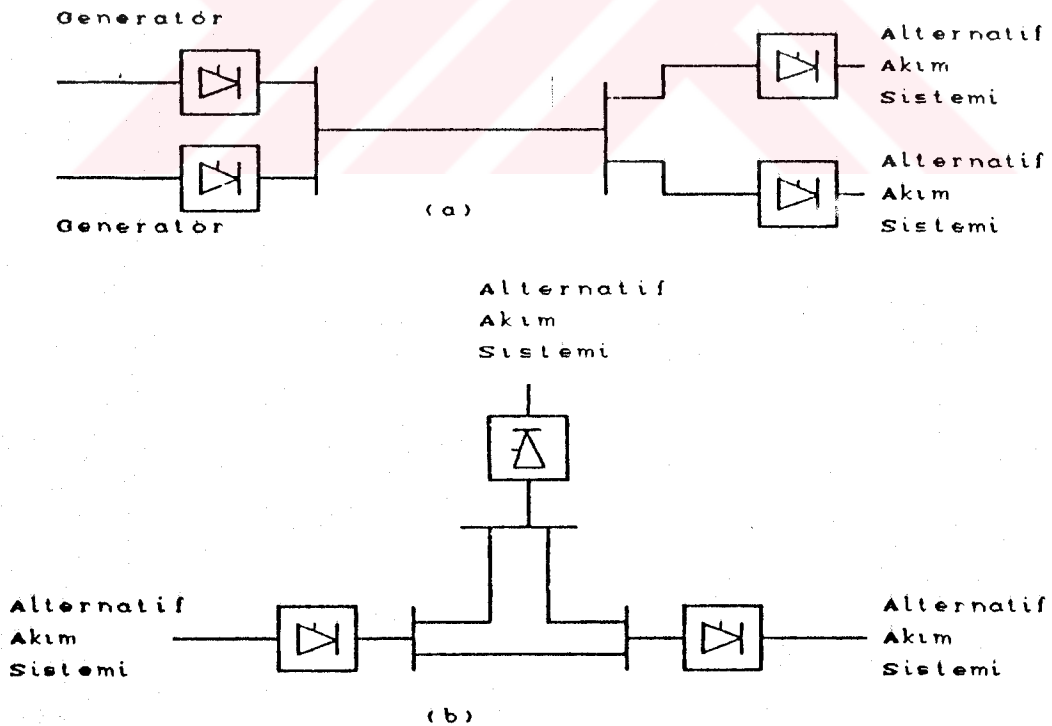 Generatör
Alternatif
Akım
Sistemi
Alternatif
Akım
Sistemi
Generatör
(a)
Alternatif
Akım
Sistemi
Alternatif
Akım
Sistemi
Alternatif
Akım
Sistemi
(b)